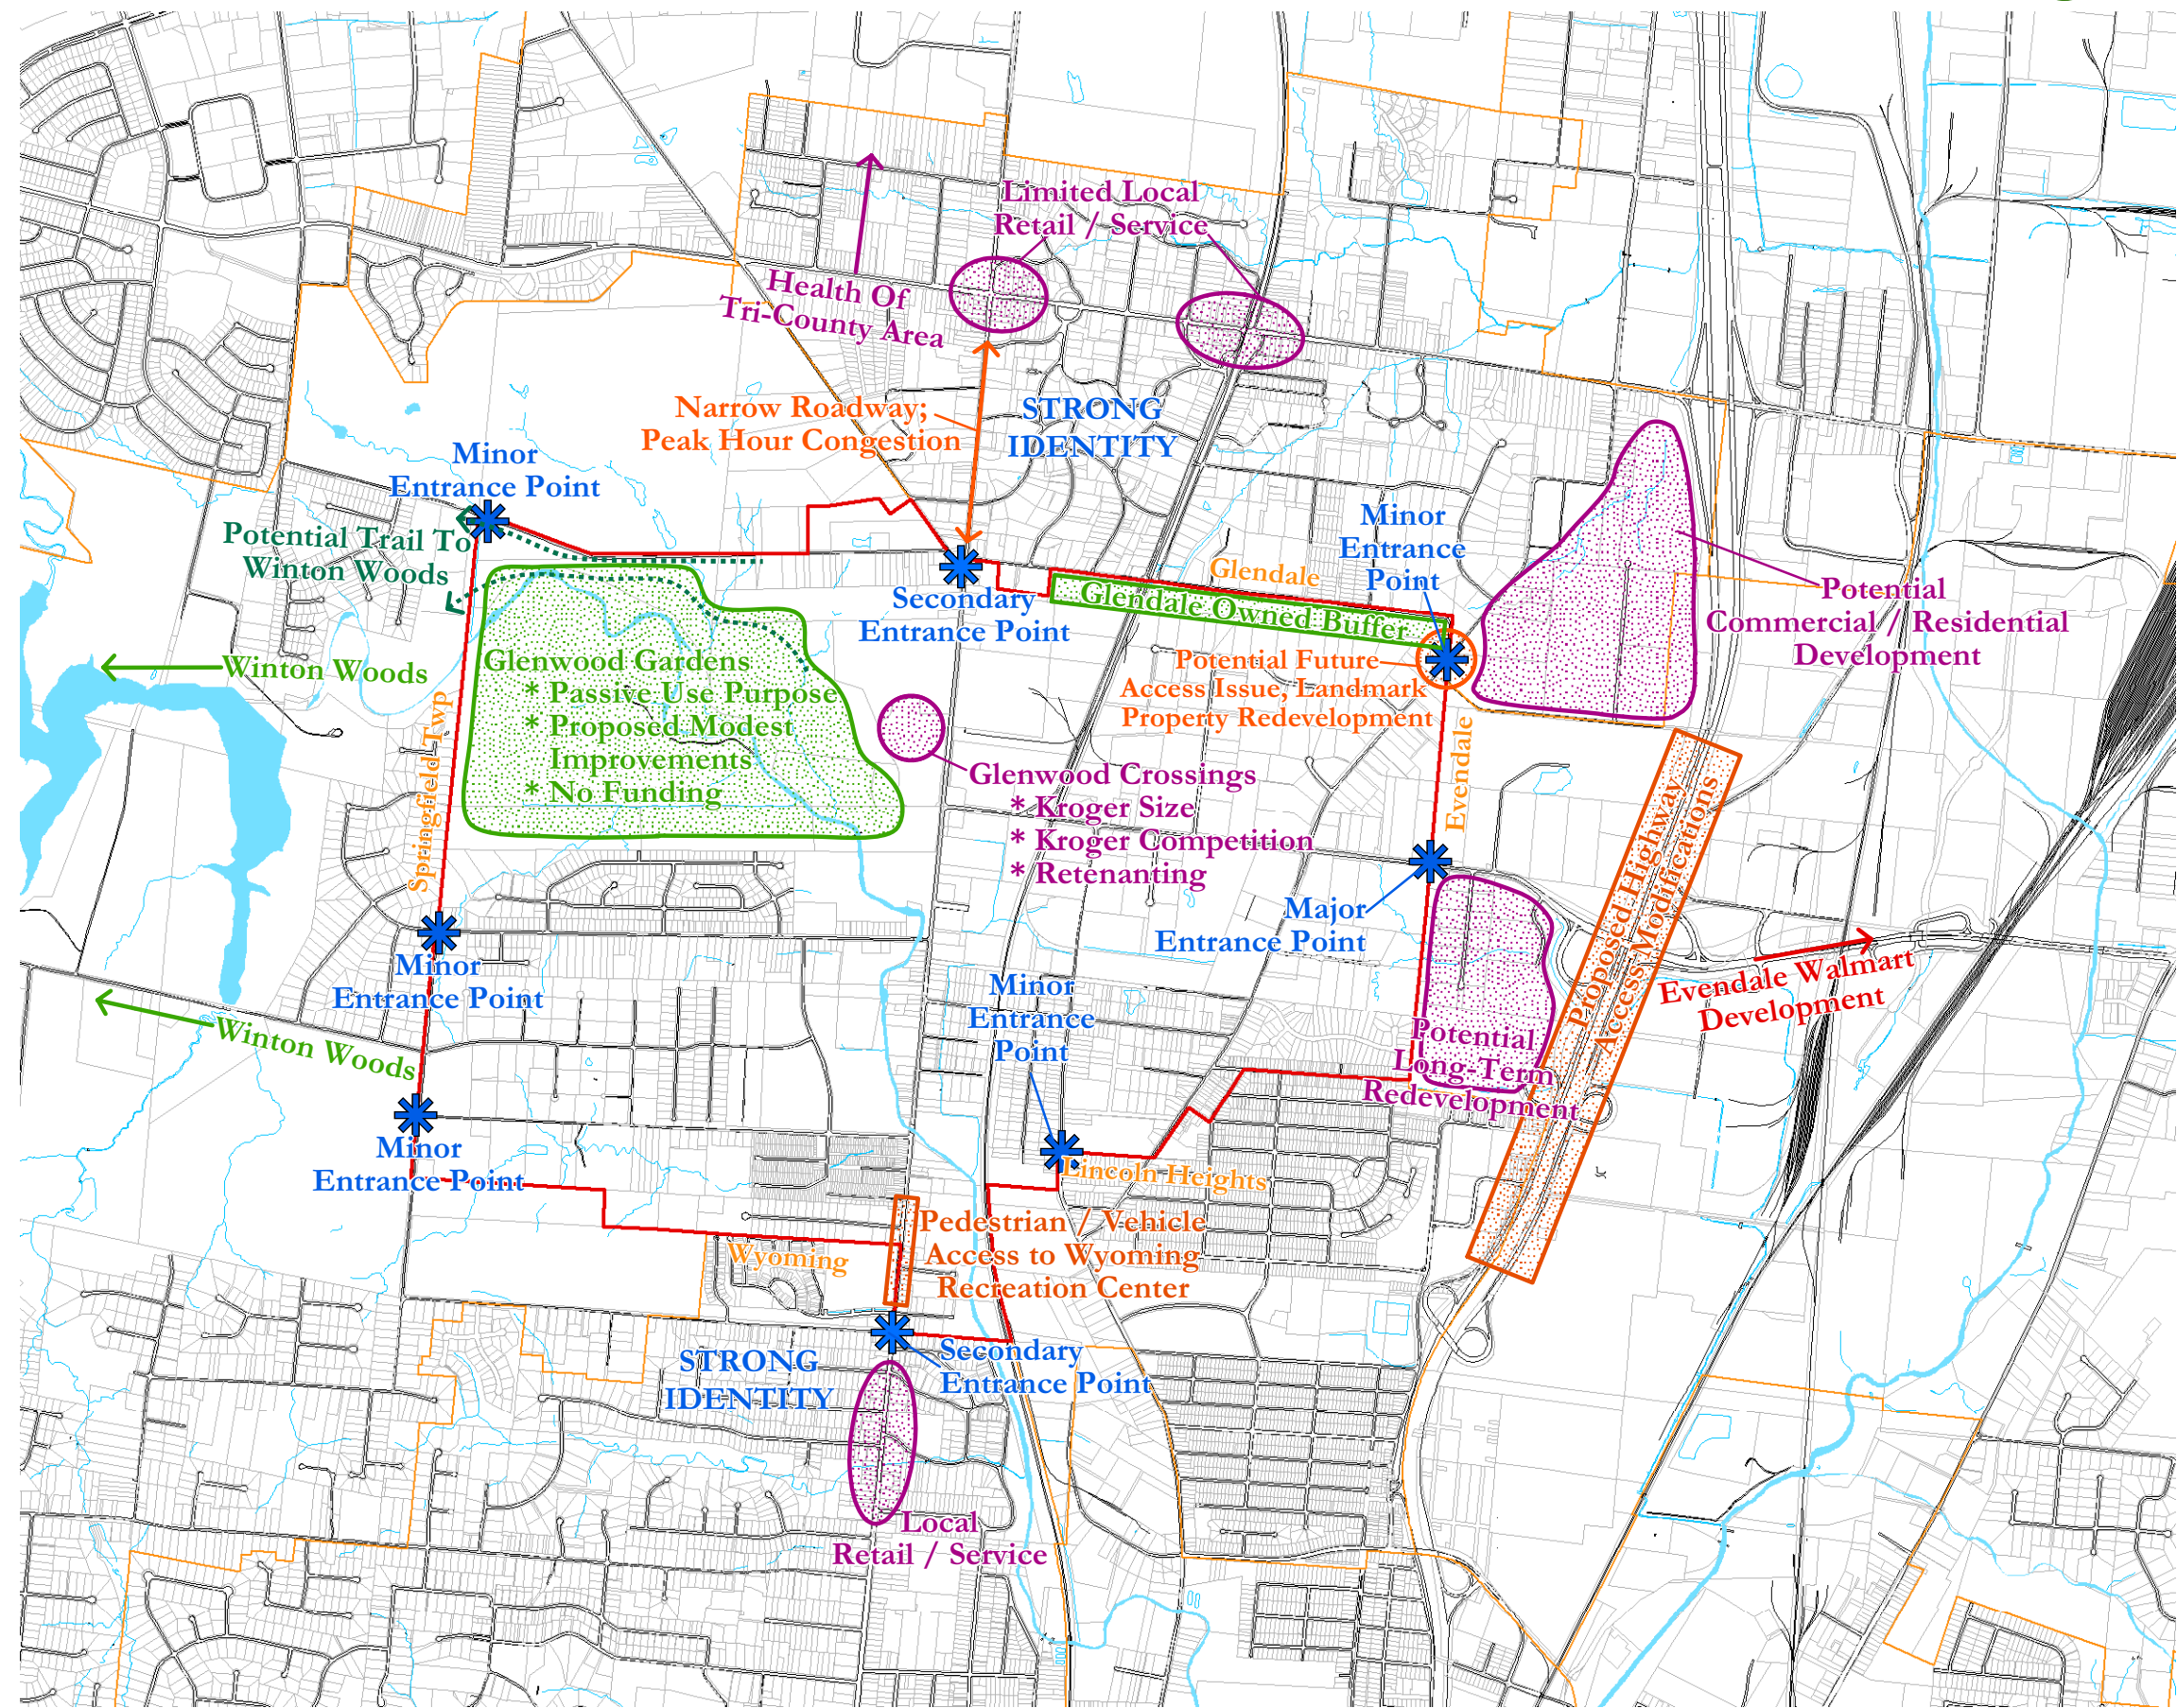 Limited Local
Retail / Service
Health Of
Tri-County Area
Narrow Roadway;
Peak Hour Congestion
STRONG
IDENTITY
Minor
Entrance Point
Potential Trail To
Winton Woods
Minor
Entrance
Point
Glendale
Glendale Owned Buffer
Secondary
Entrance Point
Potential
Commercial / Residential
Development
Winton Woods
Glenwood Gardens
* Passive Use Purpose
* Proposed Modest
Improvements
* No Funding
Potential Future
Access Issue, Landmark
Property Redevelopment
Springfield Twp
Evendale
Glenwood Crossings
* Kroger Size
* Kroger Competition
* Retenanting
Proposed Highway
Access Modifications
Major
Entrance Point
Evendale Walmart
Development
Minor
Entrance Point
Minor
Entrance
Point
Winton Woods
Potential
Long-Term
Redevelopment
Minor
Entrance Point
Lincoln Heights
Pedestrian / Vehicle
Access to Wyoming
Recreation Center
Wyoming
Secondary
Entrance Point
STRONG
IDENTITY
Local
Retail / Service